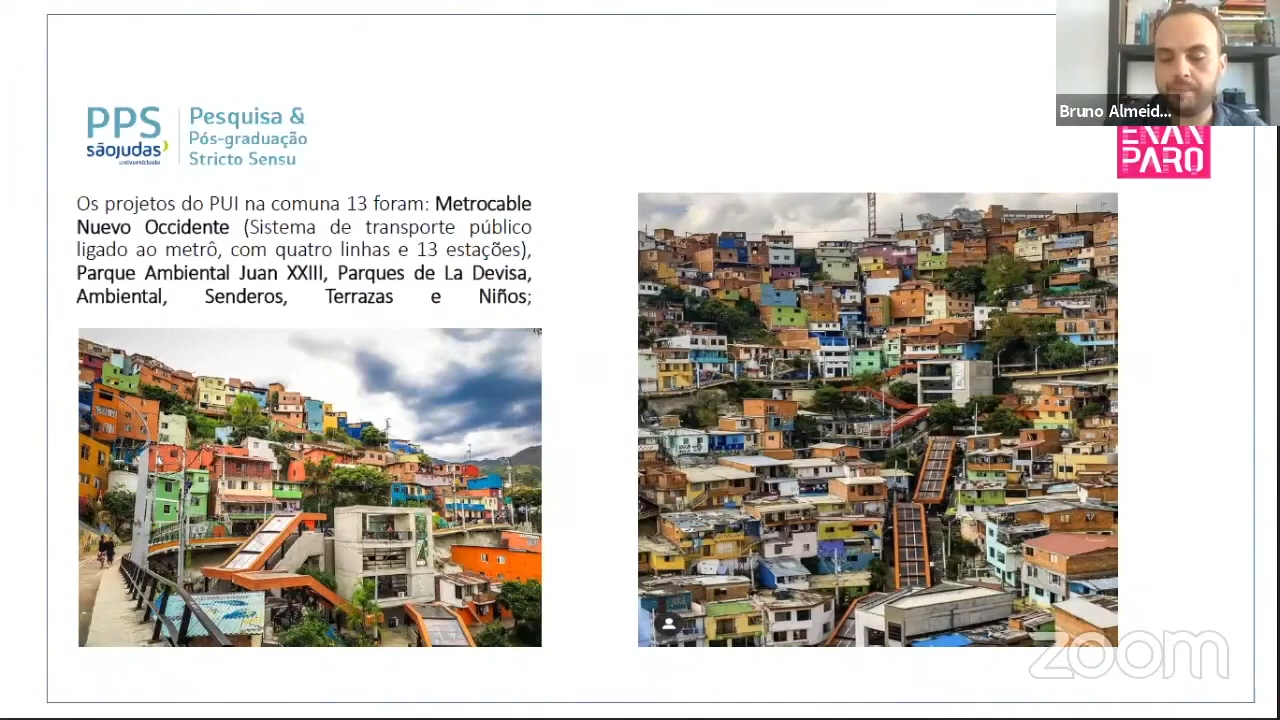 PPS
sãojudas
universidade
Pesquisa &
Pós-graduação
Stricto Sensu
Bruno Almeid...
ENAN
PARQ
Os projetos do PUI na comuna 13 foram: Metrocable
Nuevo Occidente (Sistema de transporte público
ligado ao metrô, com quatro linhas e 13 estações),
Parque Ambiental Juan XXIII, Parques de La Devisa,
Ambiental, Senderos, Terrazas e Niños;
zoom